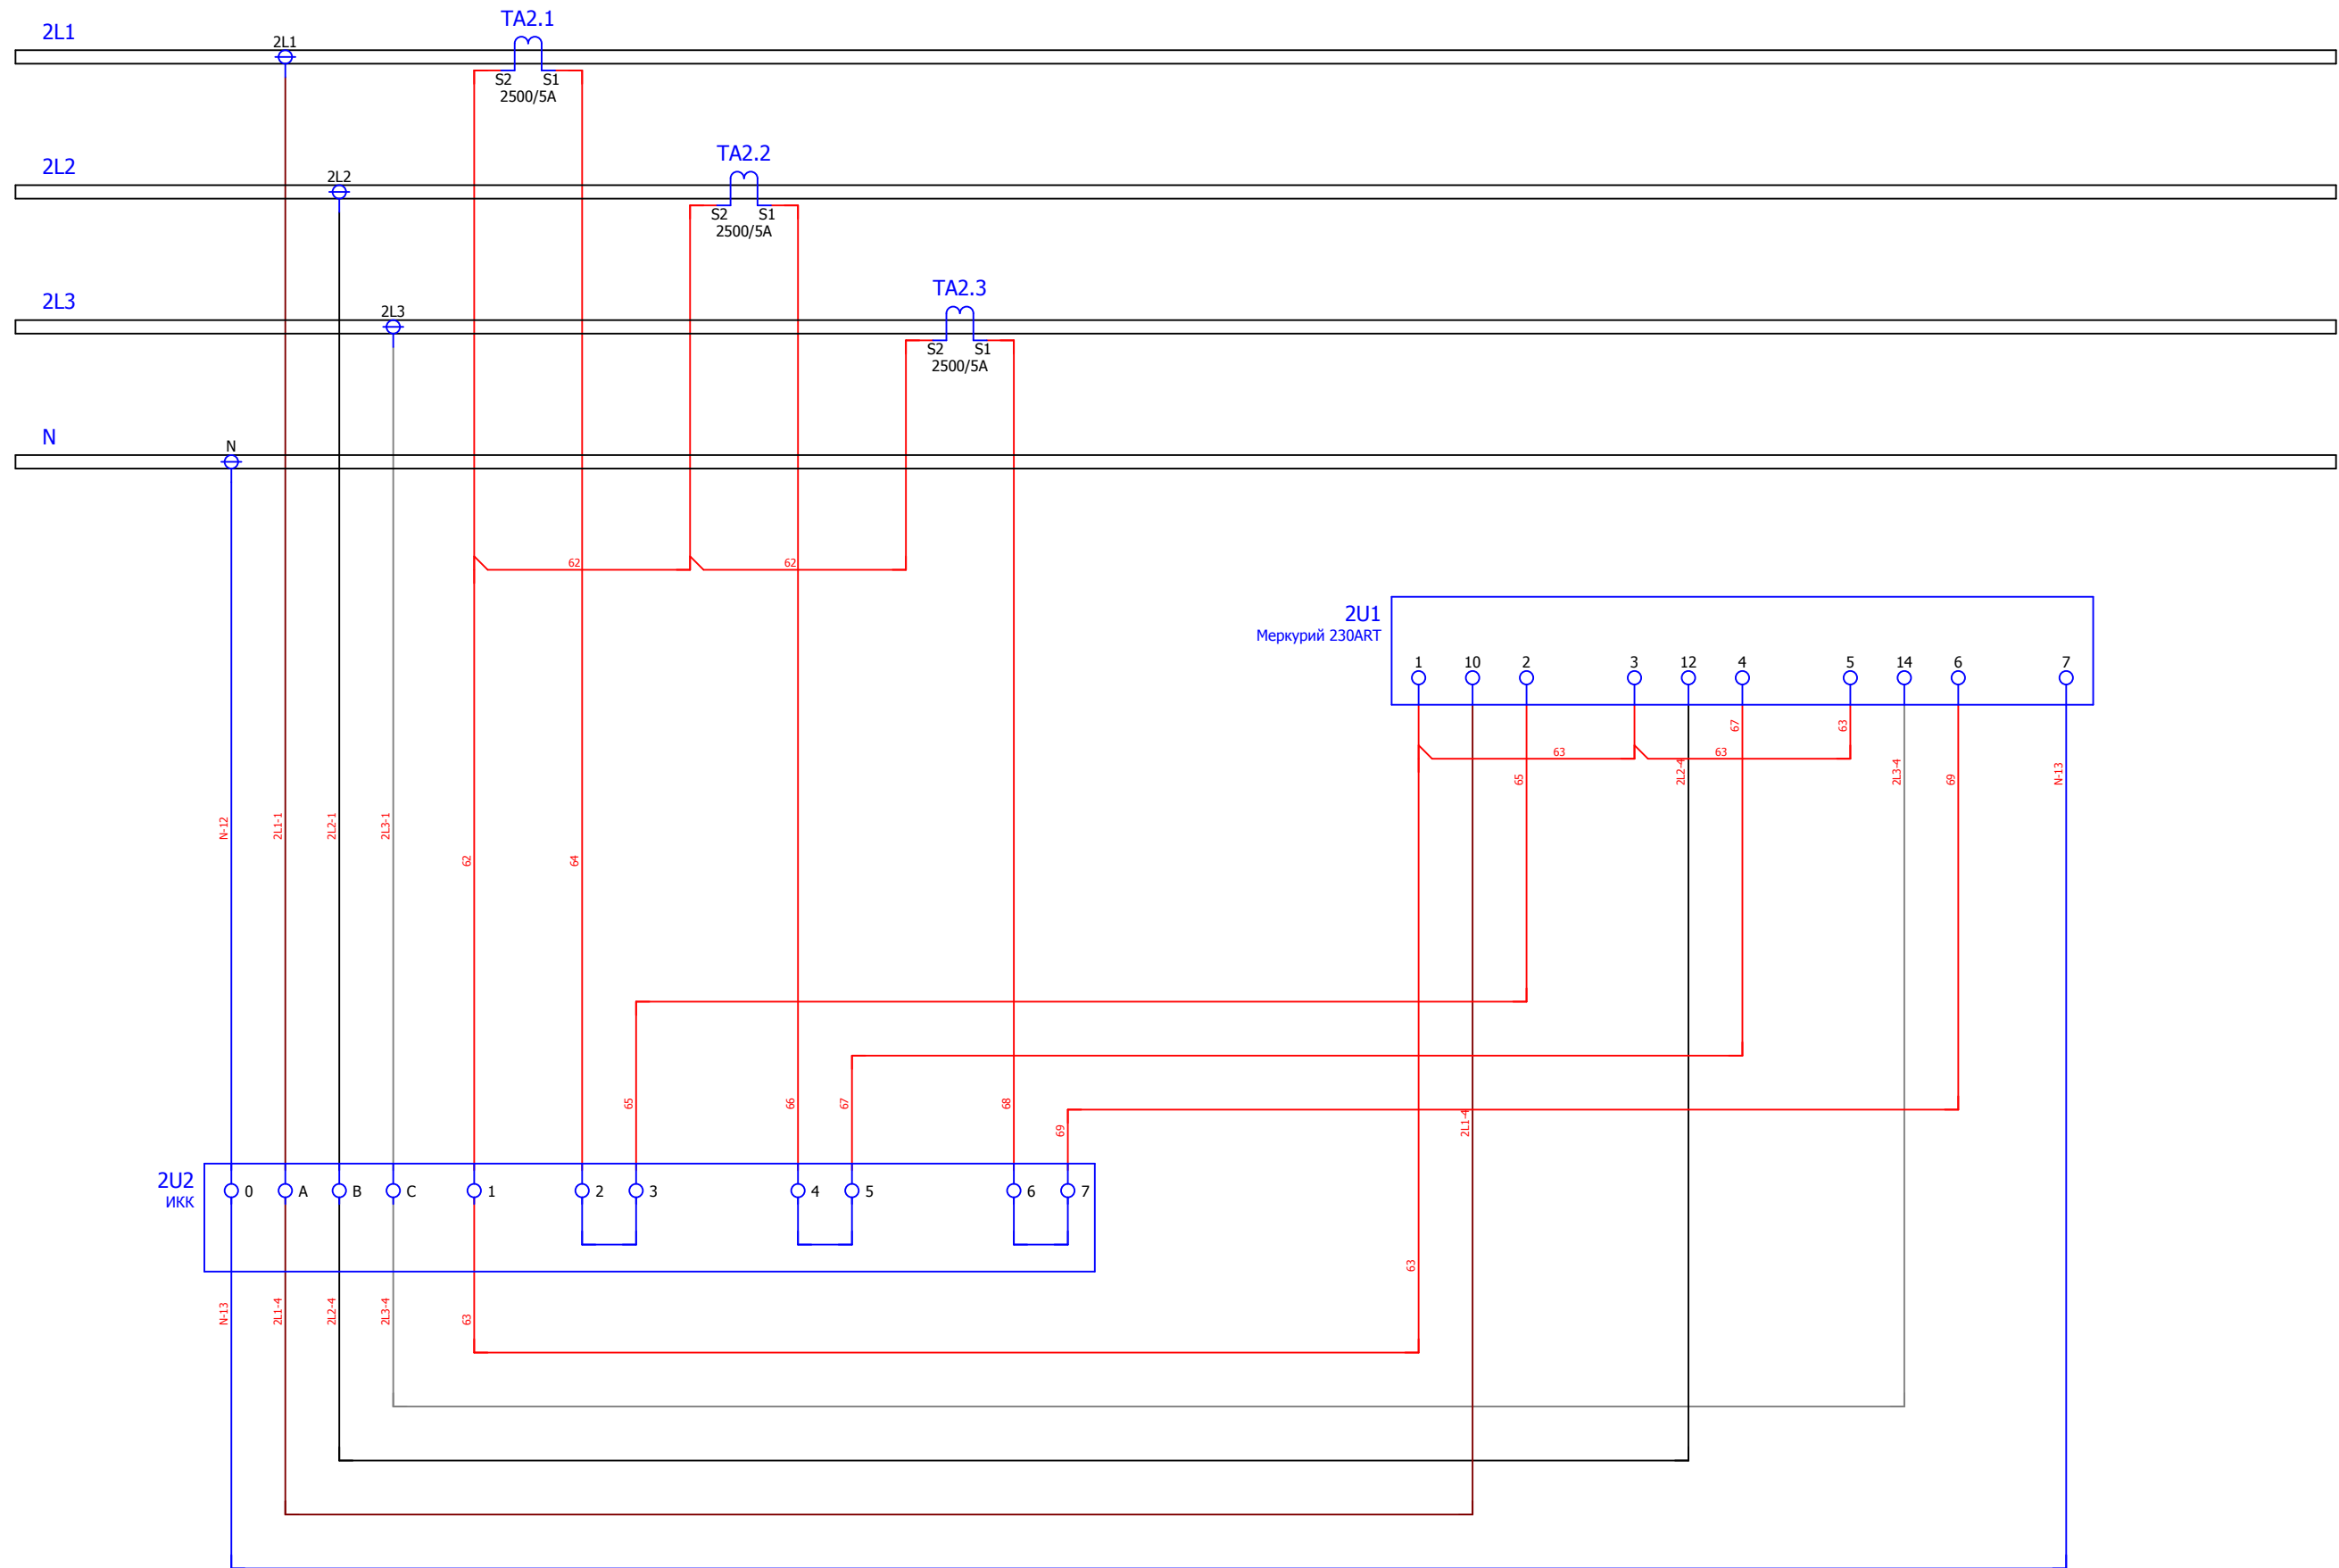 TA2.1
2L1
2L1
S2 S1
2500/5A
TA2.2
2L2
2L2
S2 S1
2500/5A
TA2.3
2L3
2L3
S2 S1
2500/5A
N
N
62 62
2U1
Меркурий 230ART
1 10 2 3 12 4 5 14 6 7
67 63
63 63
65 2L2-4 2L3-4 69 N-13
N-12 2L1-1 2L2-1 2L3-1
62 64
65 66 67 68
69 2L1-4
2U2
ИКК
0 A B C 1 2 3 4 5 6 7
63
N-13 2L1-4 2L2-4 2L3-4 63